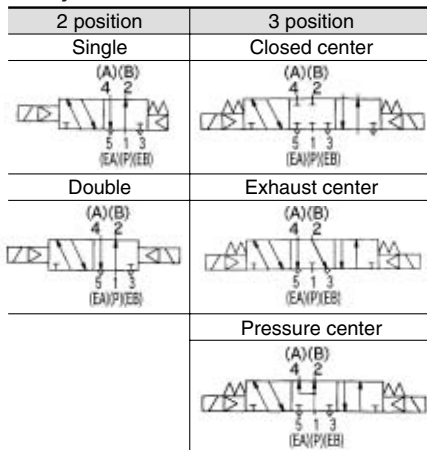 2 position
3 position
Single
Closed center
(A)(B)
4 2
5 1 3
(EA)(P)(EB)
(A)(B)
4 2
5 1 3
(EA)(P)(EB)
Double
Exhaust center
(A)(B)
4 2
5 1 3
(EA)(P)(EB)
(A)(B)
4 2
5 1 3
(EA)(P)(EB)
Pressure center
(A)(B)
4 2
5 1 3
(EA)(P)(EB)